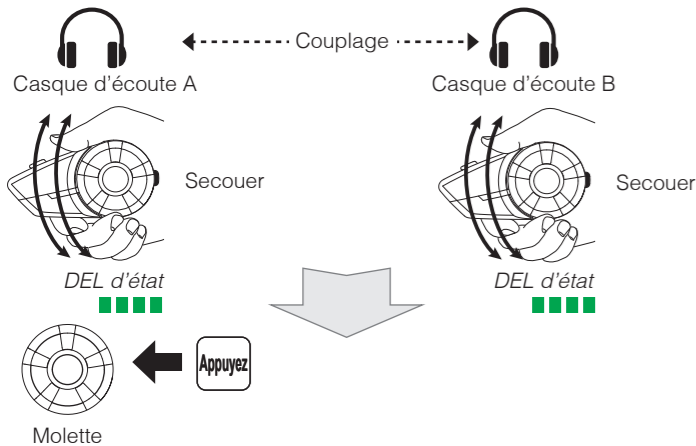 Couplage
Casque d'écoute A
Casque d'écoute B
Secouer
Secouer
DEL d'état
DEL d'état
Appuyez
Molette